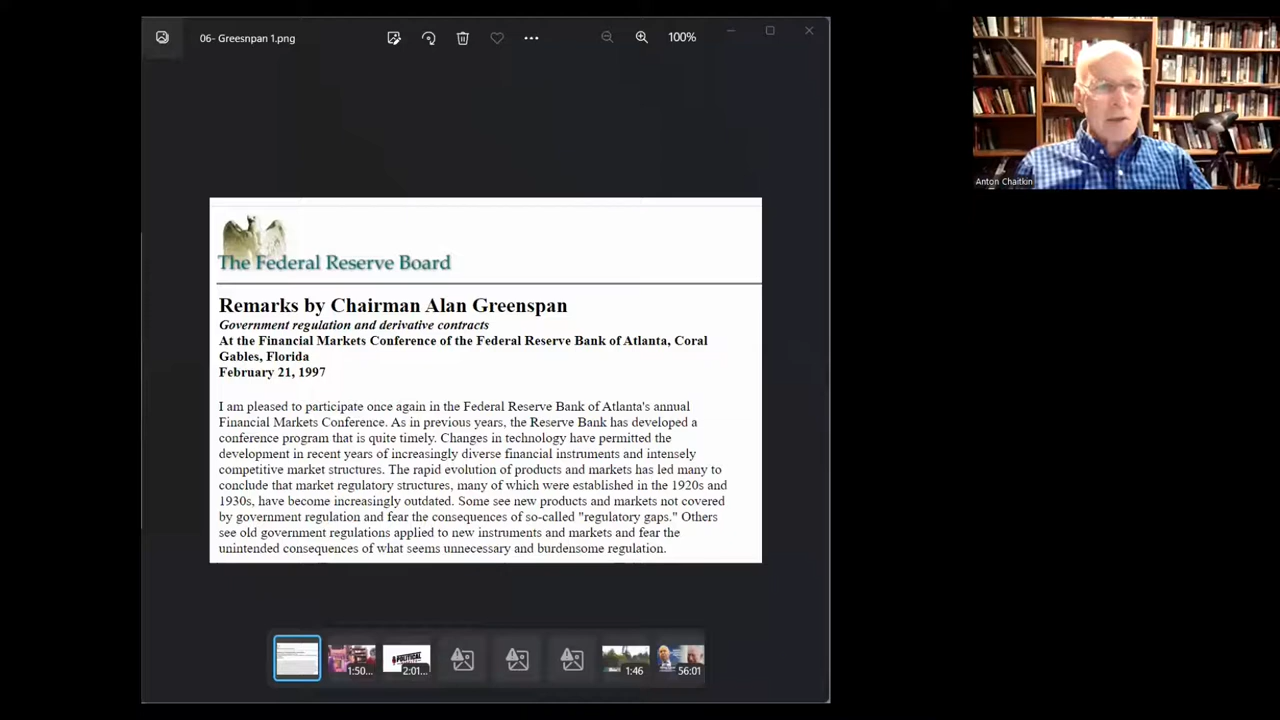 06- Greesnpan 1.png
100%
The Federal Reserve Board
Remarks by Chairman Alan Greenspan
Government regulation and derivative contracts
At the Financial Markets Conference of the Federal Reserve Bank of Atlanta, Coral
Gables, Florida
February 21, 1997
I am pleased to participate once again in the Federal Reserve Bank of Atlanta's annual
Financial Markets Conference. As in previous years, the Reserve Bank has developed a
conference program that is quite timely. Changes in technology have permitted the
development in recent years of increasingly diverse financial instruments and intensely
competitive market structures. The rapid evolution of products and markets has led many to
conclude that market regulatory structures, many of which were established in the 1920s and
1930s, have become increasingly outdated. Some see new products and markets not covered
by government regulation and fear the consequences of so-called "regulatory gaps." Others
see old government regulations applied to new instruments and markets and fear the
unintended consequences of what seems unnecessary and burdensome regulation.
1:50...
2:01...
1:46
56:01
Anton Chaitkin